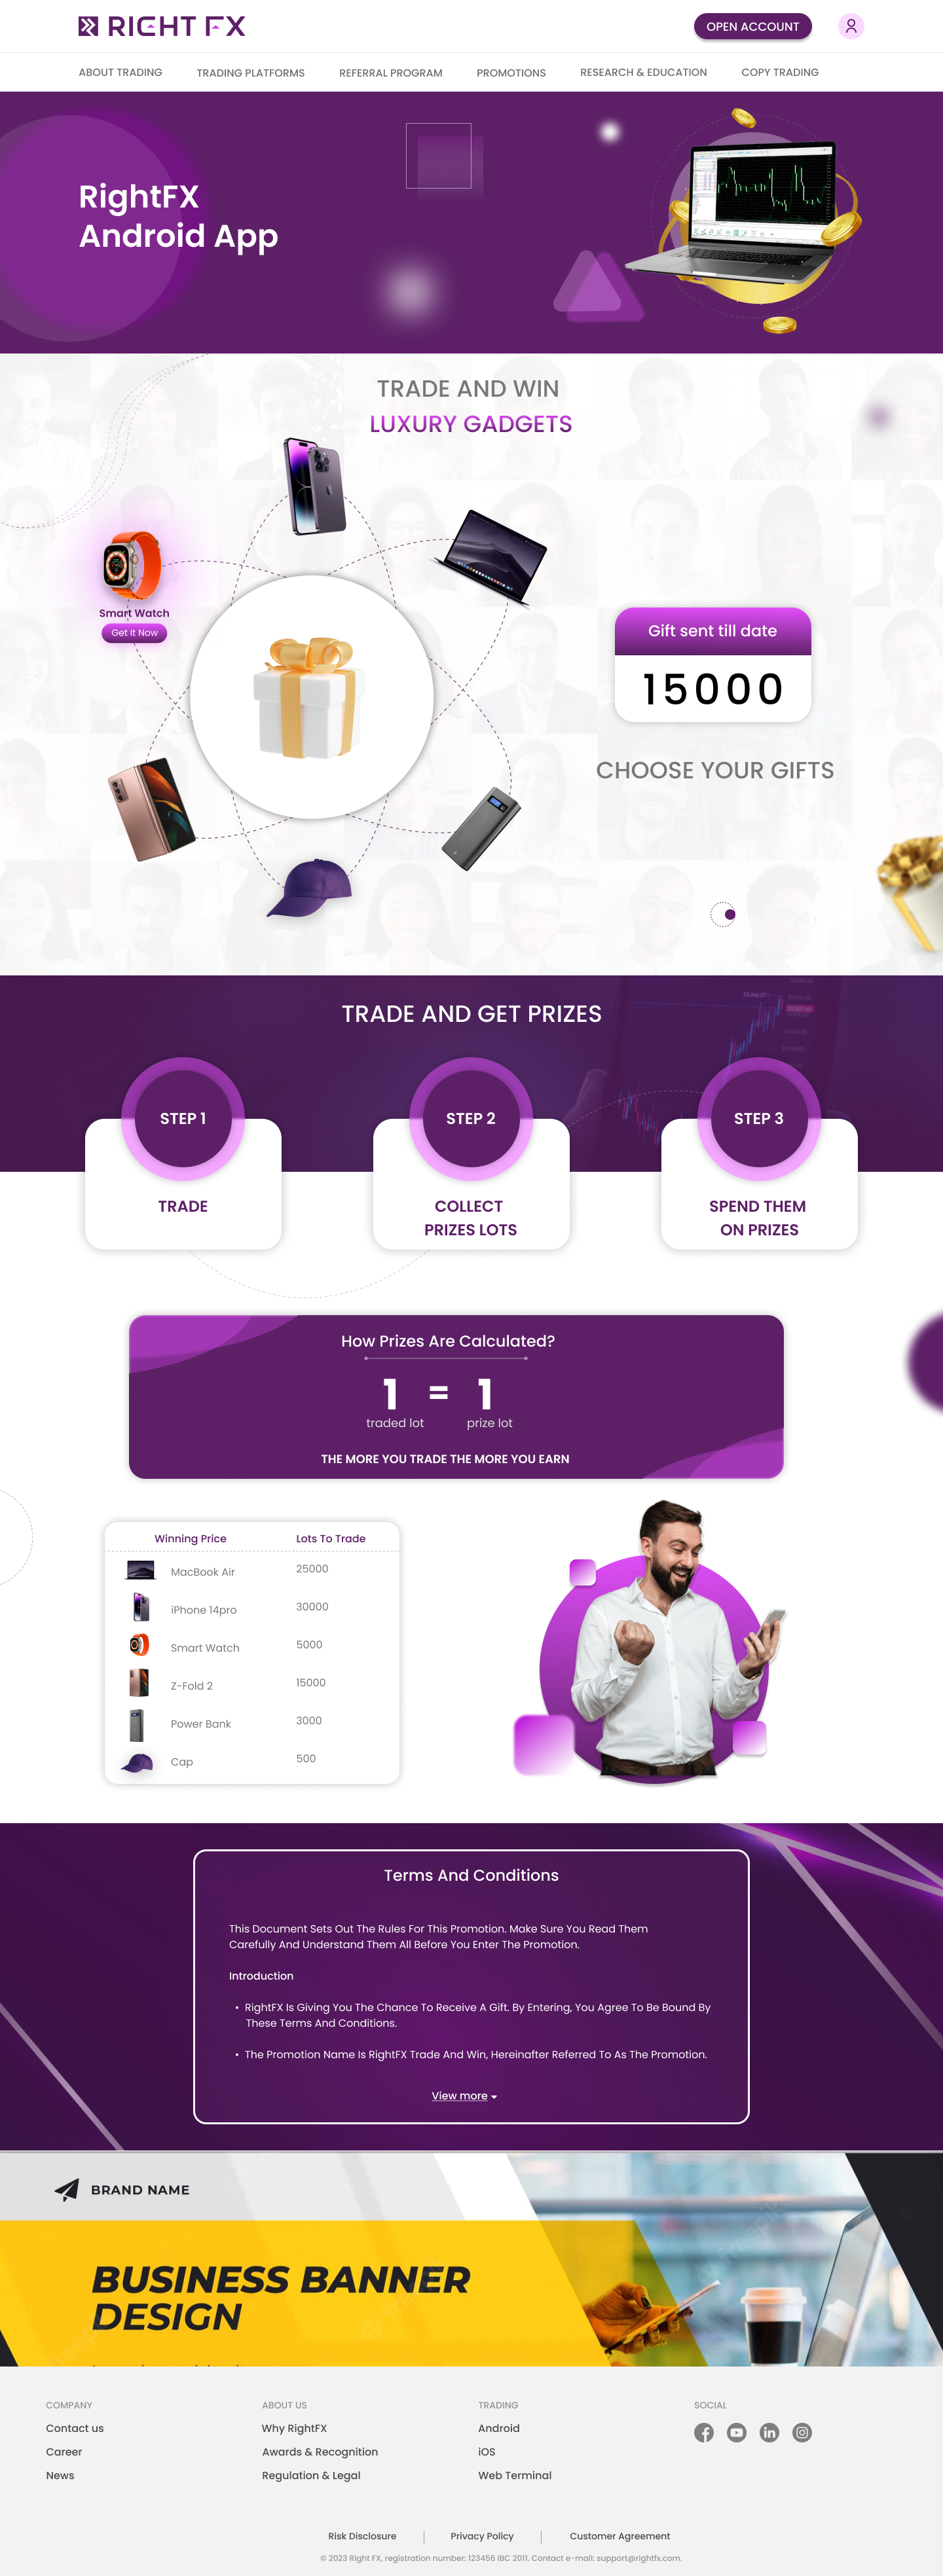 RIGHT FX
OPEN ACCOUNT
ABOUT TRADING
TRADING PLATFORMS
REFERRAL PROGRAM
PROMOTIONS
RESEARCH & EDUCATION
COPY TRADING
RightFX
Android App
TRADE AND WIN
LUXURY GADGETS
Smart Watch
Get It Now
Gift sent till date
15000
CHOOSE YOUR GIFTS
TRADE AND GET PRIZES
STEP 1
TRADE
STEP 2
COLLECT
PRIZES LOTS
STEP 3
SPEND THEM
ON PRIZES
How Prizes Are Calculated?
1 = 1
traded lot prize lot
THE MORE YOU TRADE THE MORE YOU EARN
Winning Price Lots To Trade
MacBook Air 25000
iPhone 14pro 30000
Smart Watch 5000
Z-Fold 2 15000
Power Bank 3000
Cap 500
Terms And Conditions
This Document Sets Out The Rules For This Promotion. Make Sure You Read Them
Carefully And Understand Them All Before You Enter The Promotion.
Introduction
• RightFX Is Giving You The Chance To Receive A Gift. By Entering, You Agree To Be Bound By
These Terms And Conditions.
• The Promotion Name Is RightFX Trade And Win, Hereinafter Referred To As The Promotion.
View more
BRAND NAME
BUSINESS BANNER
DESIGN
COMPANY
Contact us
Career
News
ABOUT US
Why RightFX
Awards & Recognition
Regulation & Legal
TRADING
Android
iOS
Web Terminal
SOCIAL
Risk Disclosure | Privacy Policy | Customer Agreement
© 2023 Right FX, registration number: 123456 IBC 2011. Contact e-mail: support@rightfx.com.